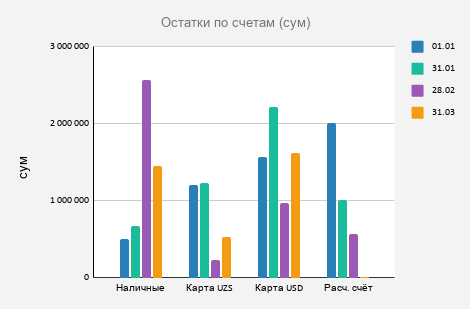 Остатки по счетам (сум)
3 000 000
2 000 000
1 000 000
0
сум
Наличные
Карта UZS
Карта USD
Расч. счёт
01.01
31.01
28.02
31.03